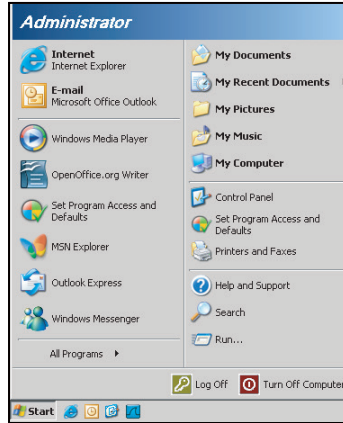 Administrator
Internet
Internet Explorer
E-mail
Microsoft Office Outlook
Windows Media Player
OpenOffice.org Writer
Set Program Access and
Defaults
MSN Explorer
Outlook Express
Windows Messenger
All Programs
My Documents
My Recent Documents
My Pictures
My Music
My Computer
Control Panel
Set Program Access and
Defaults
Printers and Faxes
Help and Support
Search
Run...
Log Off
Turn Off Computer
Start